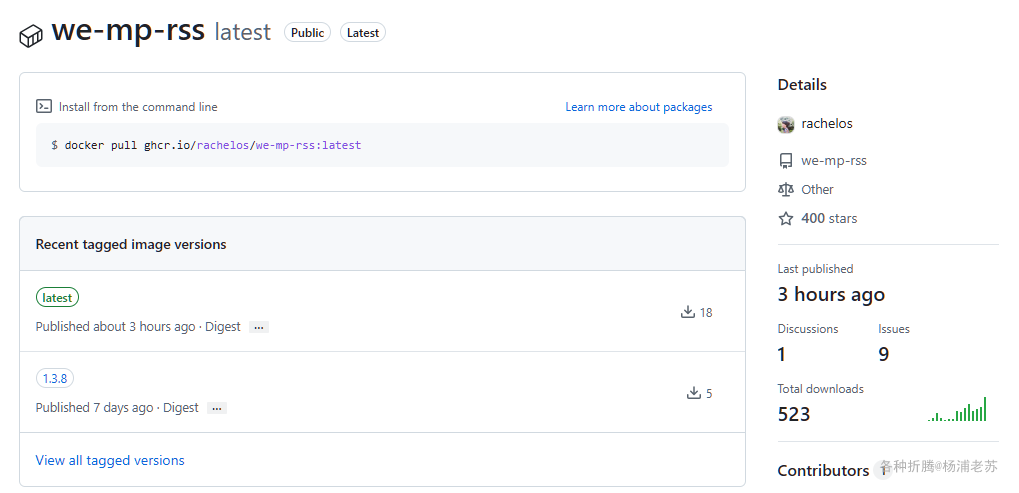 we-mp-rss latest Public Latest
Install from the command line Learn more about packages
$ docker pull ghcr.io/rachelos/we-mp-rss:latest
Recent tagged image versions
latest
Published about 3 hours ago · Digest ...
18
1.3.8
Published 7 days ago · Digest ...
5
View all tagged versions
Details
rachelos
we-mp-rss
Other
400 stars
Last published
3 hours ago
Discussions Issues
1 9
Total downloads
523
Contributors 1
各种折腾@杨浦老苏